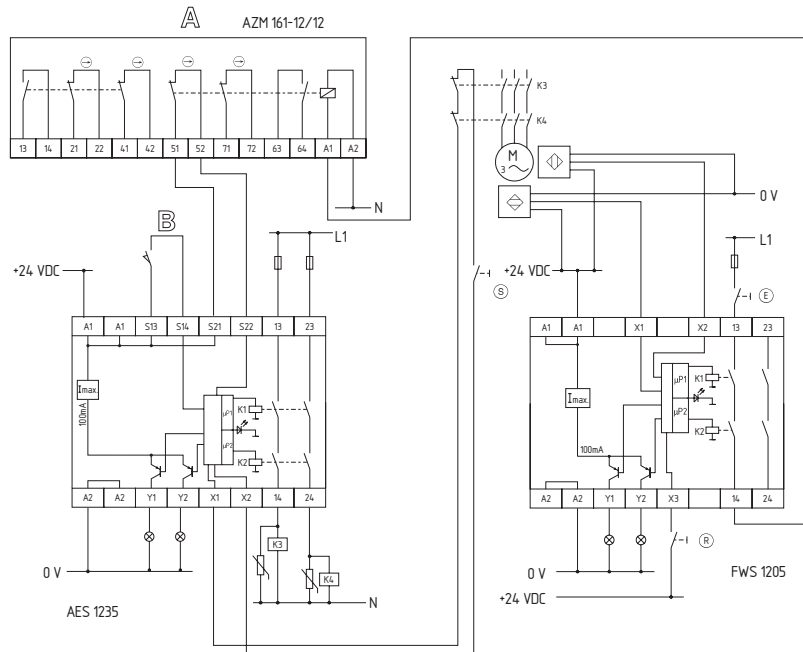 A AZM 161-12/12
13 14 21 22 41 42 51 52 71 72 63 64 A1 A2
N
K3
K4
M
3
0 V
B
L1
+24 VDC
+24 VDC
L1
S
E
A1 A1 S13 S14 S21 S22 13 23
A1 A1 X1 X2 13 23
Imax.
100mA
µP1
µP2
K1
K2
Imax.
100mA
µP1
µP2
K1
K2
A2 A2 Y1 Y2 X1 X2 14 24
A2 A2 Y1 Y2 X3 14 24
K3
K4
R
0 V
N
0 V
+24 VDC
AES 1235
FWS 1205